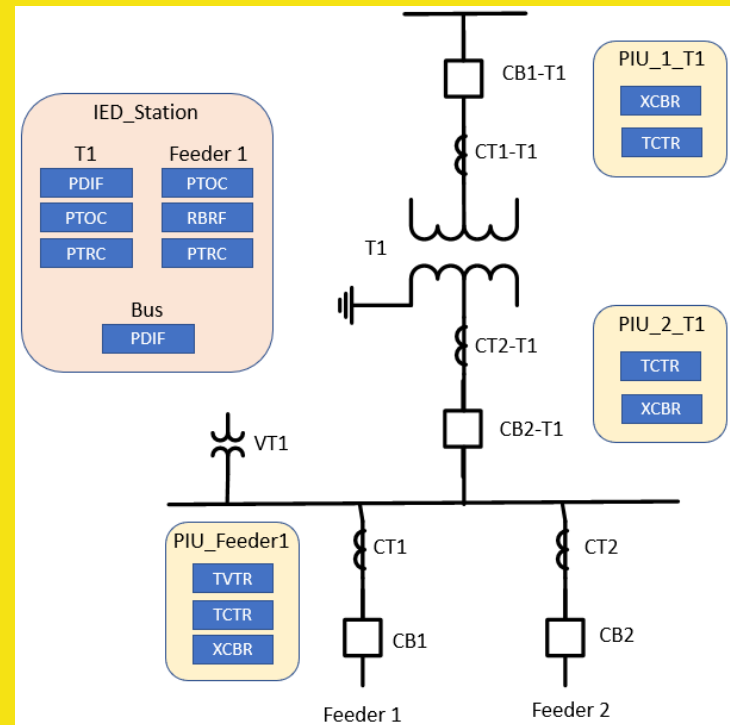 IED_Station
T1
Feeder 1
PDIF
PTOC
PTOC
RBRF
PTRC
PTRC
Bus
PDIF
CB1-T1
CT1-T1
PIU_1_T1
XCBR
TCTR
T1
CT2-T1
PIU_2_T1
TCTR
XCBR
CB2-T1
VT1
PIU_Feeder1
TVTR
TCTR
XCBR
CT1
CT2
CB1
CB2
Feeder 1
Feeder 2